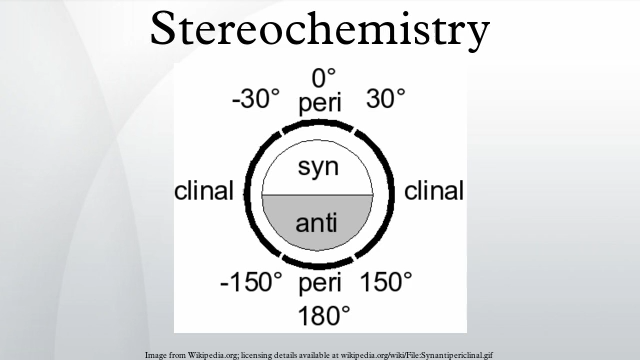 Stereochemistry
0°
-30° peri 30°
syn
clinal clinal
anti
-150° peri 150°
180°
Image from Wikipedia.org; licensing details available at wikipedia.org/wiki/File:Synantipericlinal.gif